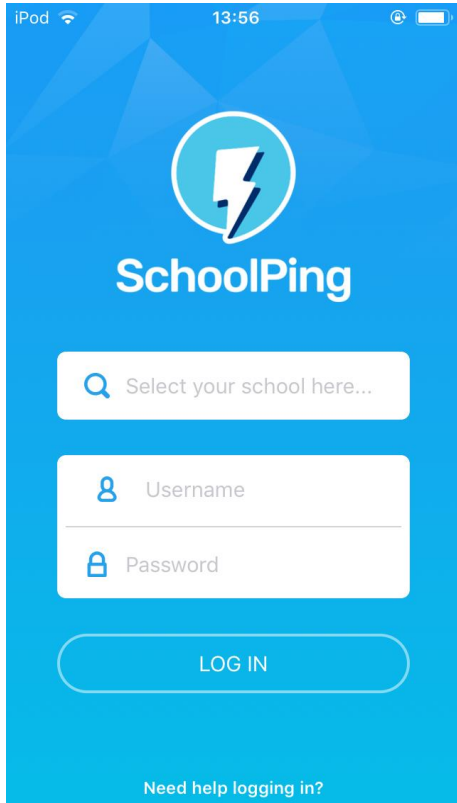 iPod 13:56
SchoolPing
Select your school here...
Username
Password
LOG IN
Need help logging in?